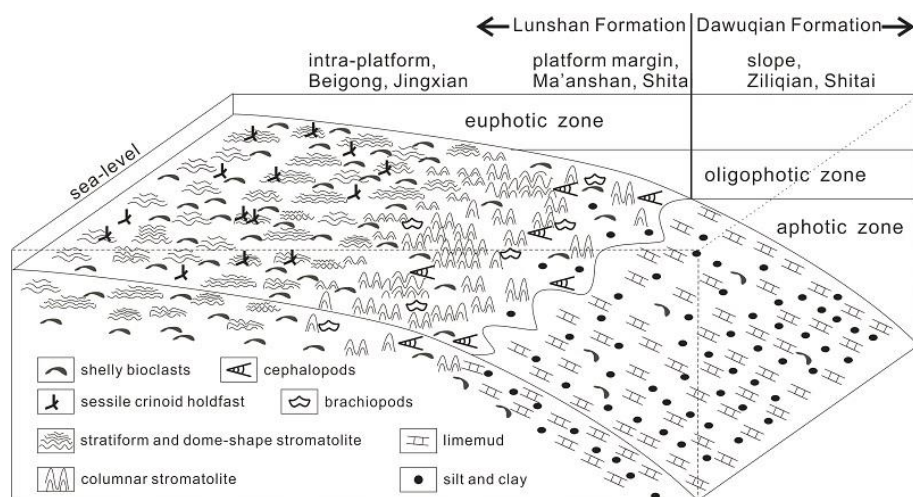 Lunshan Formation
Dawuqian Formation
intra-platform,
Beigong, Jingxian
platform margin,
Ma'anshan, Shitai
slope,
Ziliqian, Shitai
euphotic zone
sea-level
oligophotic zone
aphotic zone
shelly bioclasts
cephalopods
sessile crinoid holdfast
brachiopods
stratiform and dome-shape stromatolite
limemud
columnar stromatolite
silt and clay